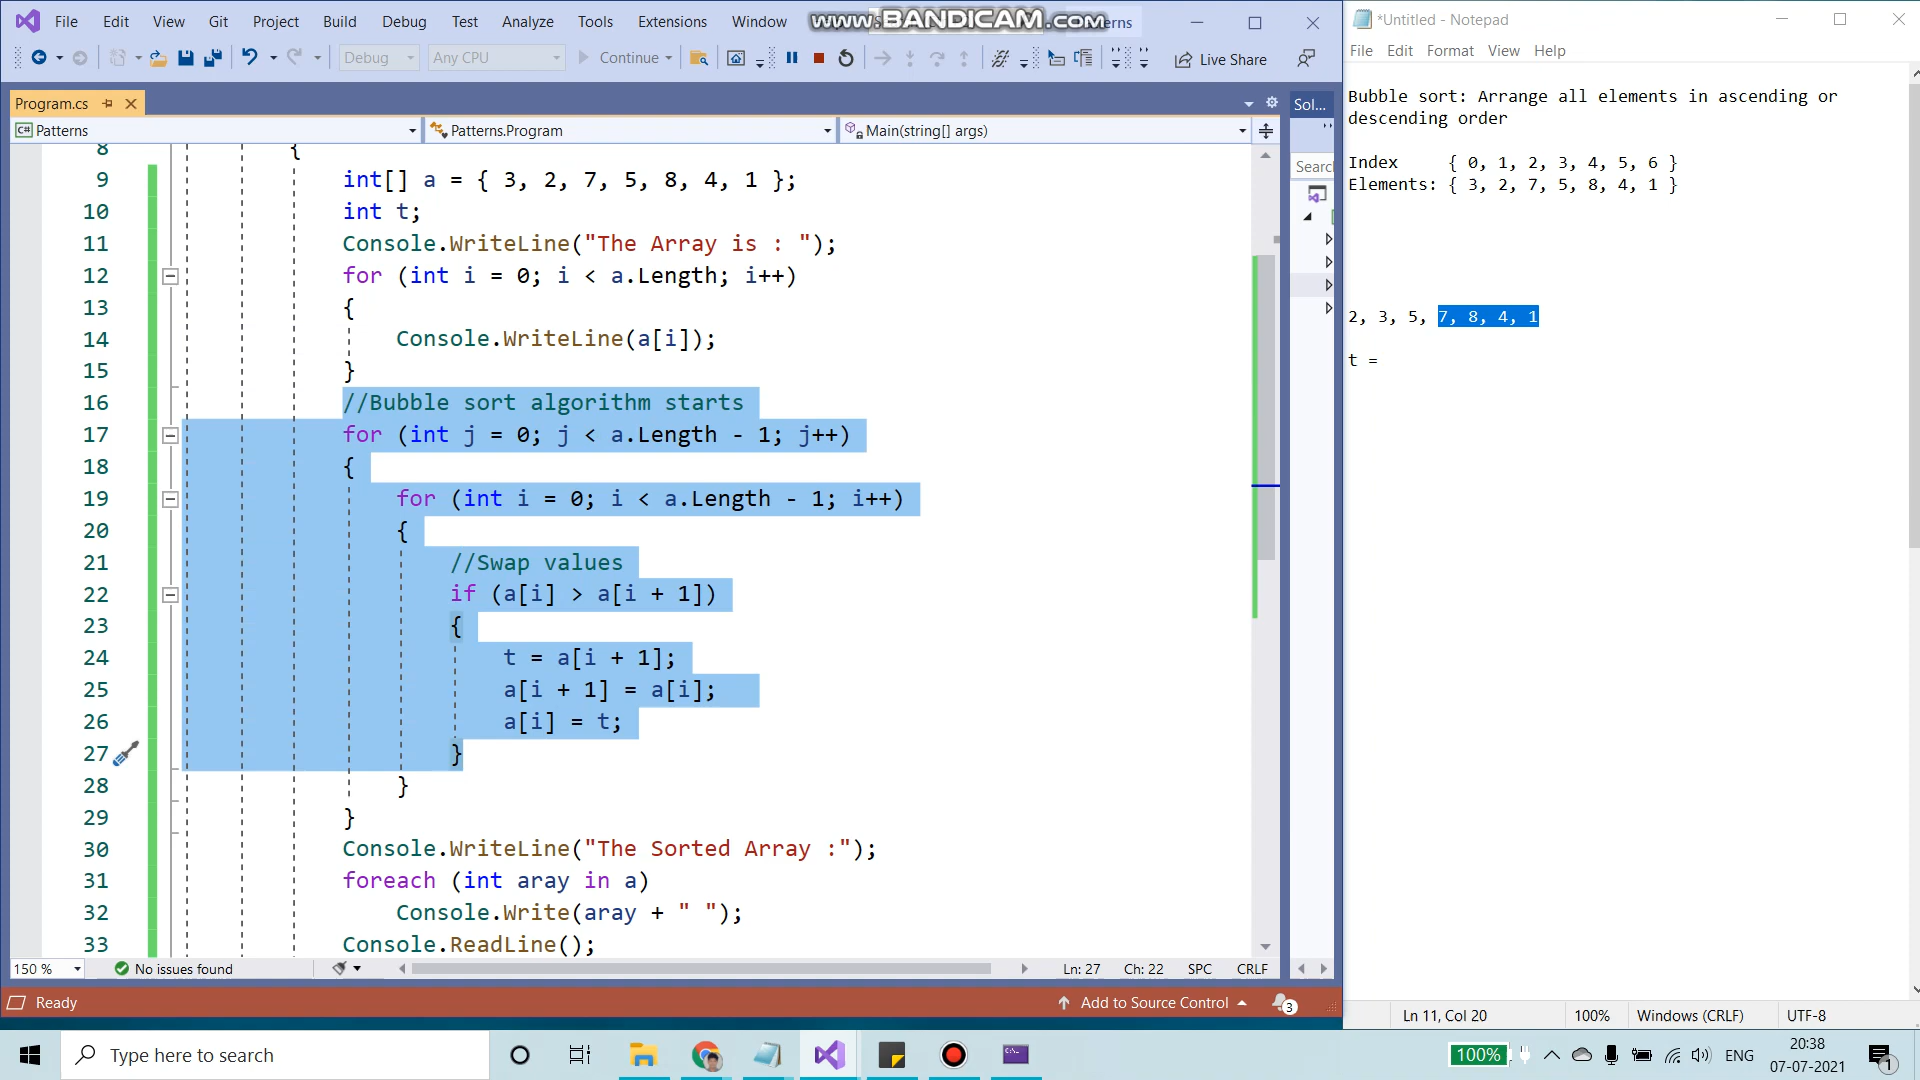 File Edit View Git Project Build Debug Test Analyze Tools Extensions Window
www.BANDICAM.com
Debug Any CPU Continue Live Share
Program.cs
Sol...
C# Patterns Patterns.Program Main(string[] args)
Search
8 {
9 int[] a = { 3, 2, 7, 5, 8, 4, 1 };
10 int t;
11 Console.WriteLine("The Array is : ");
12 for (int i = 0; i < a.Length; i++)
13 {
14 Console.WriteLine(a[i]);
15 }
16 //Bubble sort algorithm starts
17 for (int j = 0; j < a.Length - 1; j++)
18 {
19 for (int i = 0; i < a.Length - 1; i++)
20 {
21 //Swap values
22 if (a[i] > a[i + 1])
23 {
24 t = a[i + 1];
25 a[i + 1] = a[i];
26 a[i] = t;
27 }
28 }
29 }
30 Console.WriteLine("The Sorted Array :");
31 foreach (int aray in a)
32 Console.Write(aray + " ");
33 Console.ReadLine();
150 % No issues found Ln: 27 Ch: 22 SPC CRLF
Ready Add to Source Control 3
*Untitled - Notepad
File Edit Format View Help
Bubble sort: Arrange all elements in ascending or
descending order
Index { 0, 1, 2, 3, 4, 5, 6 }
Elements: { 3, 2, 7, 5, 8, 4, 1 }
2, 3, 5, 7, 8, 4, 1
t =
Ln 11, Col 20 100% Windows (CRLF) UTF-8
Type here to search
100% ENG 20:38
07-07-2021
1